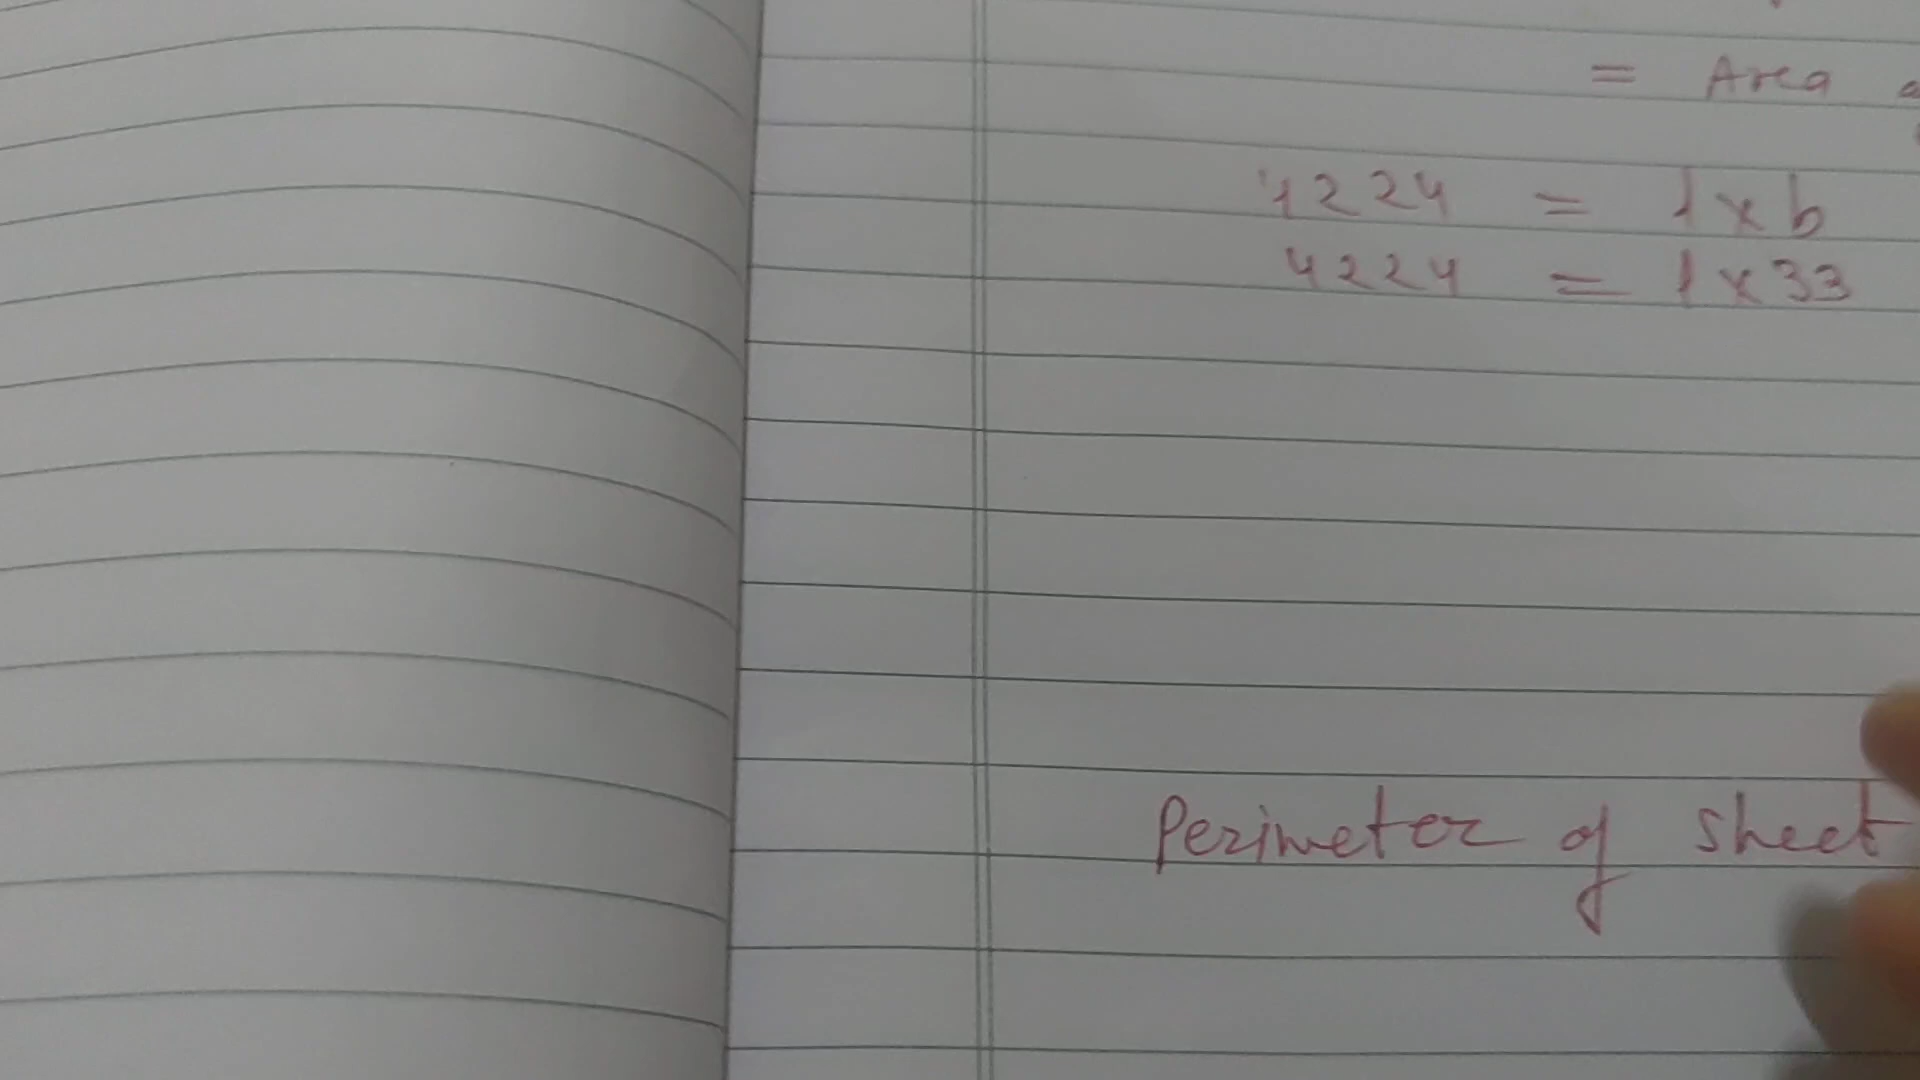 = Area
4224 = l x b
4224 = l x 33
Perimeter of sheet